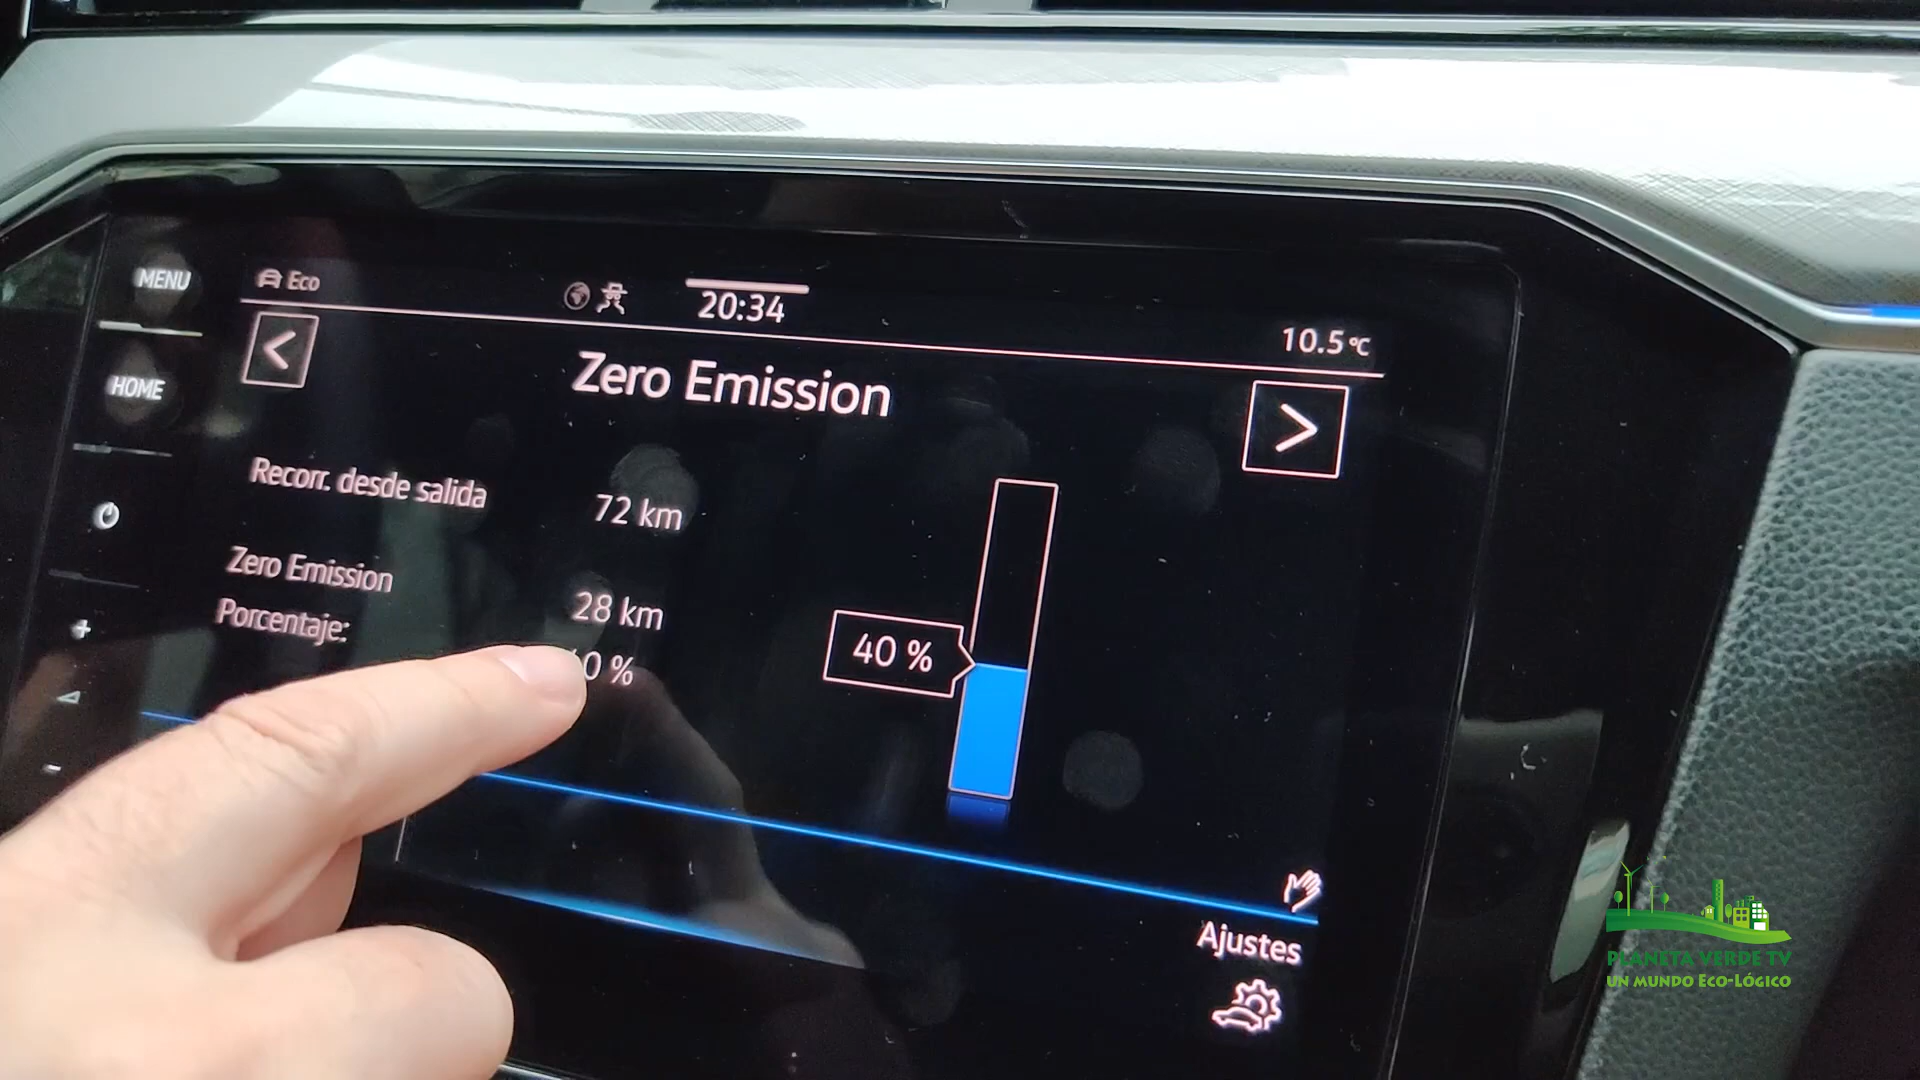 MENU
Eco
20:34
10.5°C
HOME
Zero Emission
Recorr. desde salida
72 km
Zero Emission
28 km
Porcentaje:
40 %
Ajustes
PLANETA VERDE TV
UN MUNDO ECO-LÓGICO